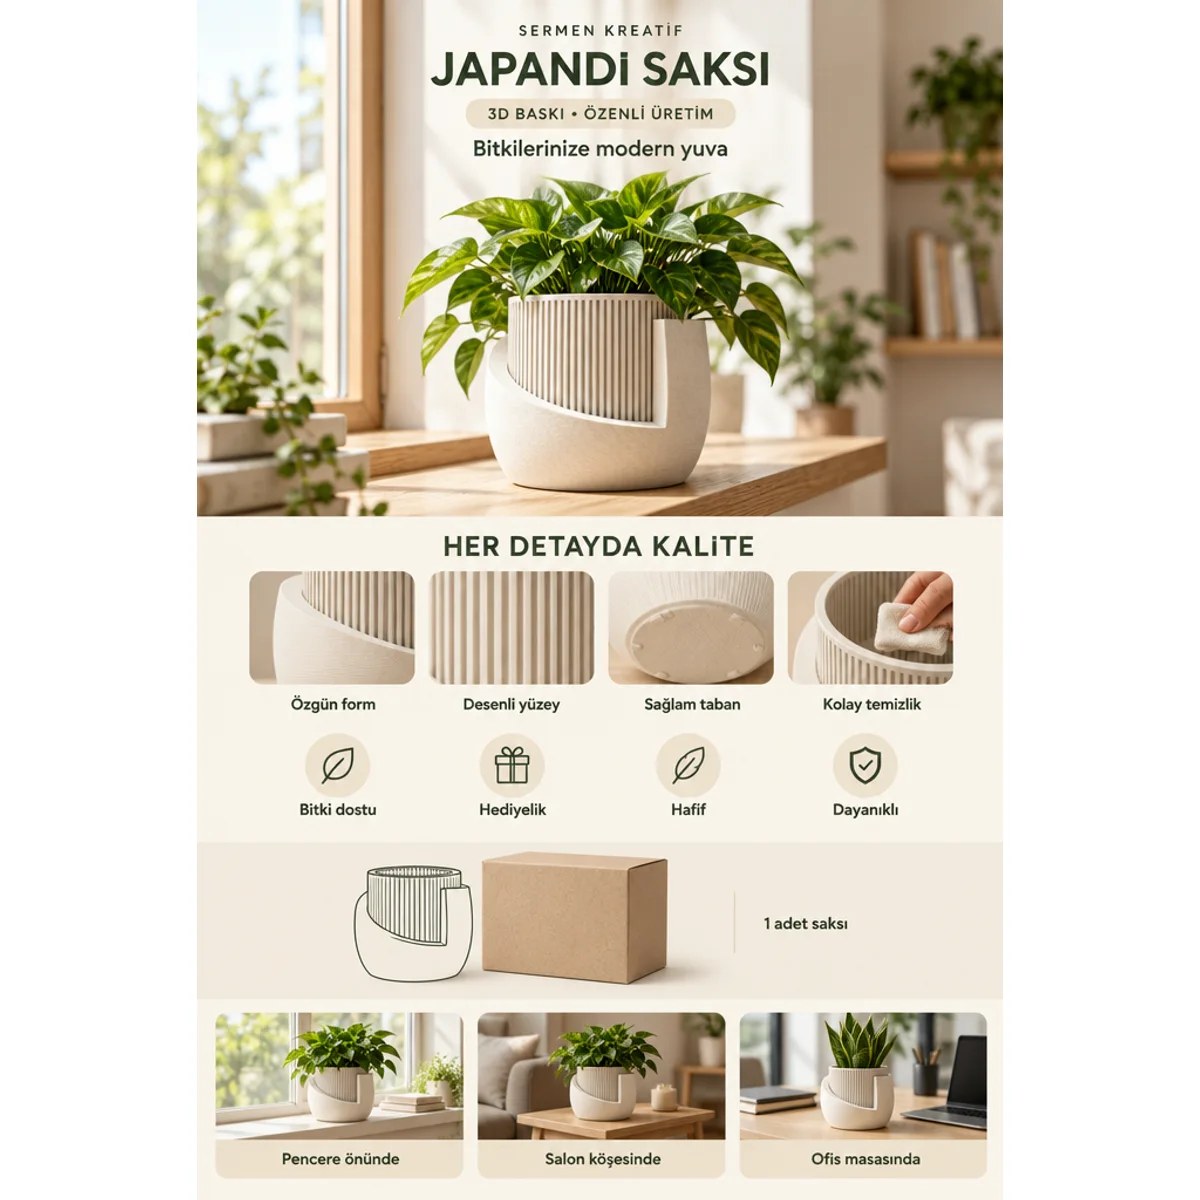 SERMEN KREATİF
JAPANDİ SAKSI
3D BASKI • ÖZENLİ ÜRETİM
Bitkilerinize modern yuva
HER DETAYDA KALİTE
Özgün form
Desenli yüzey
Sağlam taban
Kolay temizlik
Bitki dostu
Hediyelik
Hafif
Dayanıklı
1 adet saksı
Pencere önünde
Salon köşesinde
Ofis masasında